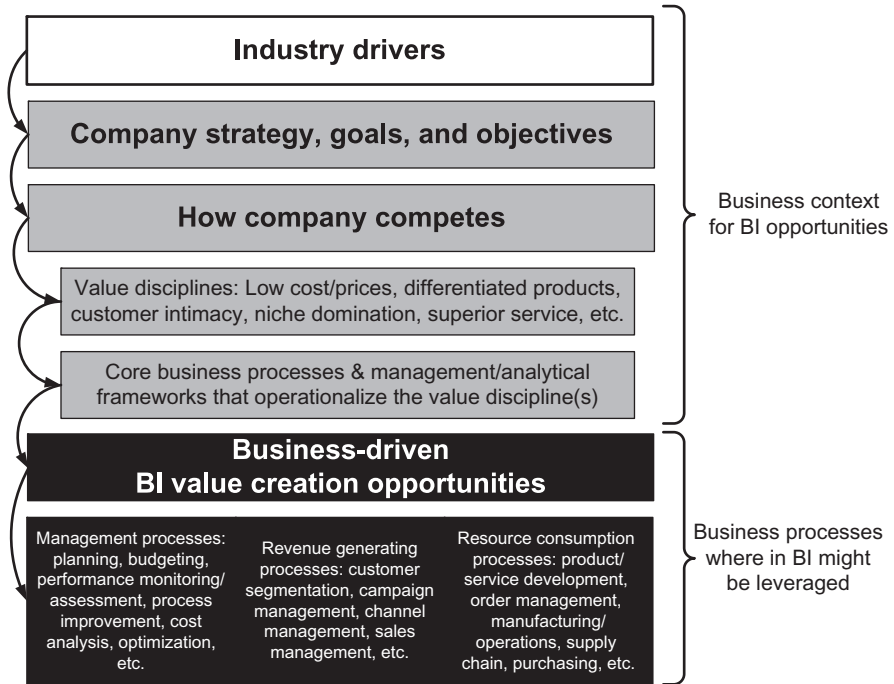 Industry drivers
Company strategy, goals, and objectives
How company competes
Value disciplines: Low cost/prices, differentiated products,
customer intimacy, niche domination, superior service, etc.
Core business processes & management/analytical
frameworks that operationalize the value discipline(s)
Business context
for BI opportunities
Business-driven
BI value creation opportunities
Management processes:
planning, budgeting,
performance monitoring/
assessment, process
improvement, cost
analysis, optimization,
etc.
Revenue generating
processes: customer
segmentation, campaign
management, channel
management, sales
management, etc.
Resource consumption
processes: product/
service development,
order management,
manufacturing/
operations, supply
chain, purchasing, etc.
Business processes
where in BI might
be leveraged